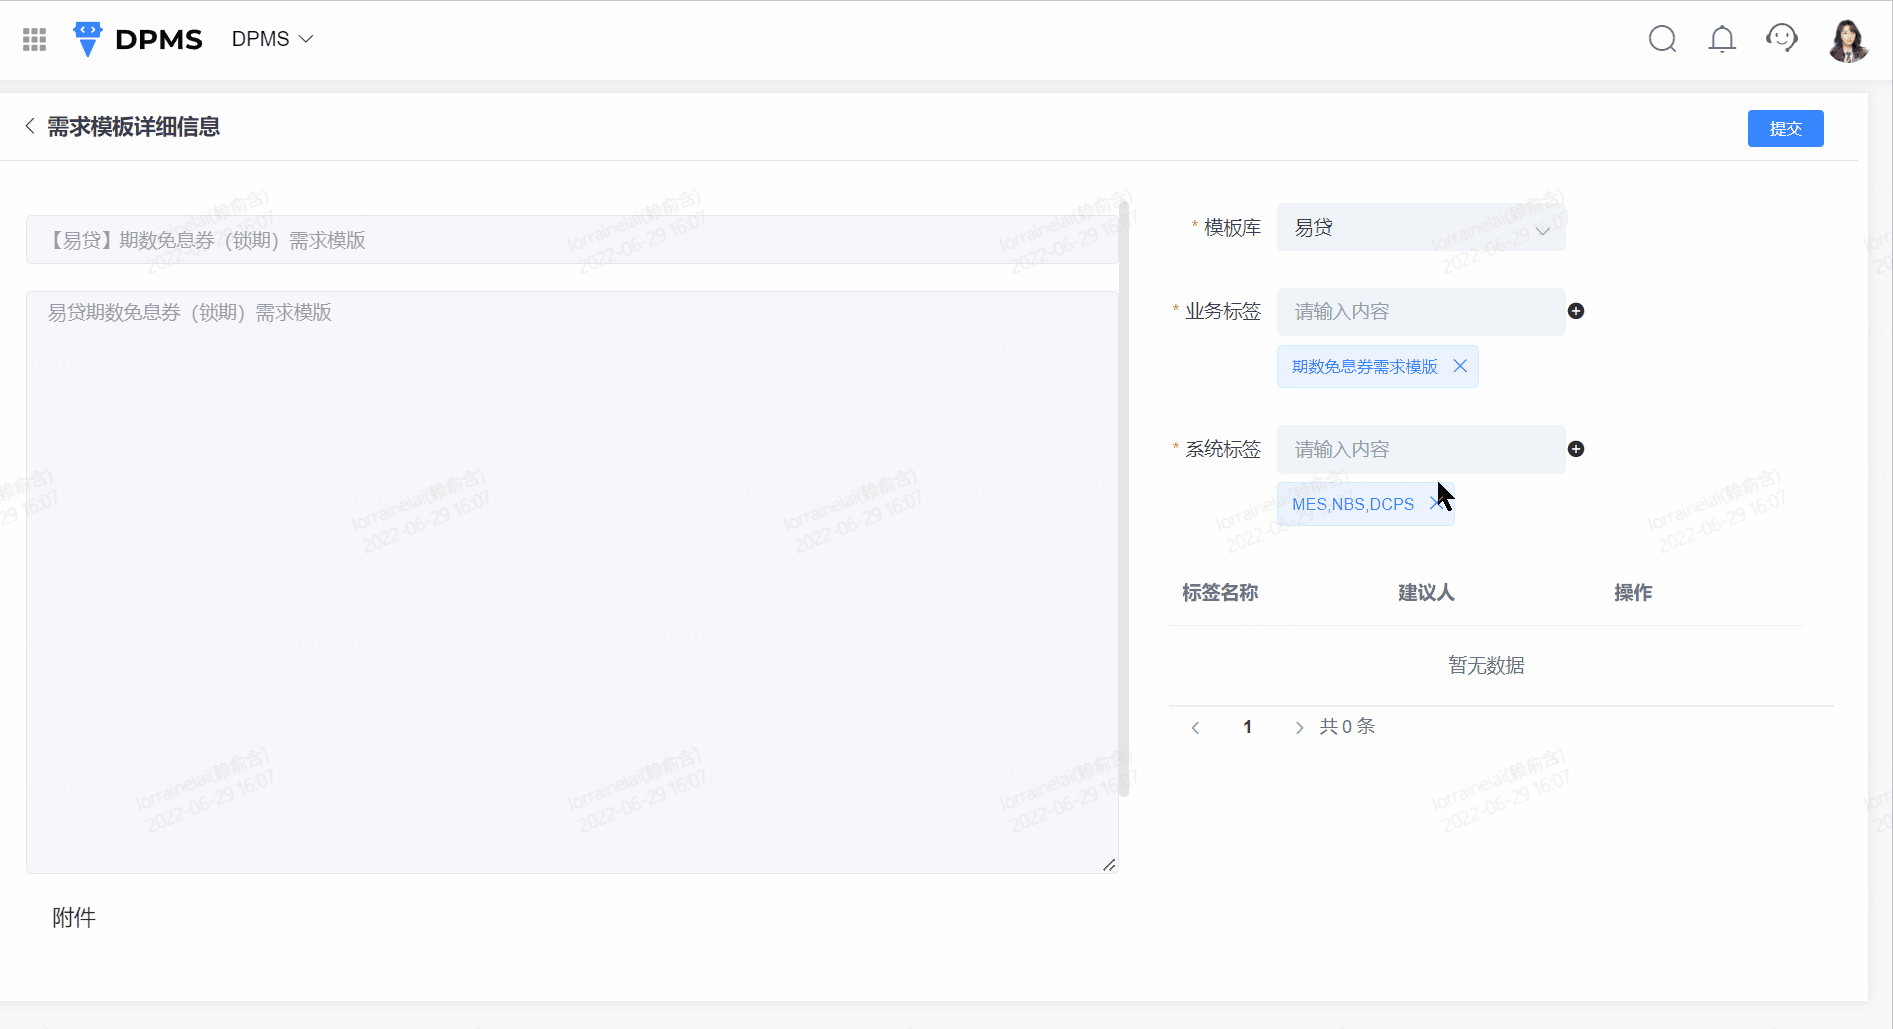 DPMS DPMS
需求模板详细信息
提交
【易贷】期数免息券（锁期）需求模版
易贷期数免息券（锁期）需求模版
* 模板库 易贷
* 业务标签 请输入内容
期数免息券需求模版
* 系统标签 请输入内容
MES,NBS,DCPS
标签名称 建议人 操作
暂无数据
1 共 0 条
附件
lorrainelai(赖俞含)
2022-06-29 16:07